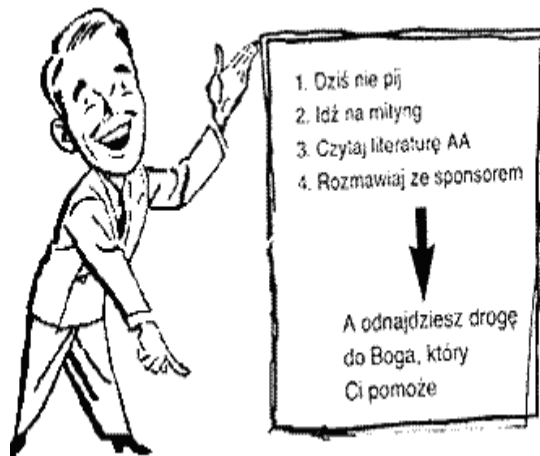 1. Dziś nie pij
2. Idź na mityng
3. Czytaj literaturę AA
4. Rozmawiaj ze sponsorem
A odnajdziesz drogę
do Boga, który
Ci pomoże